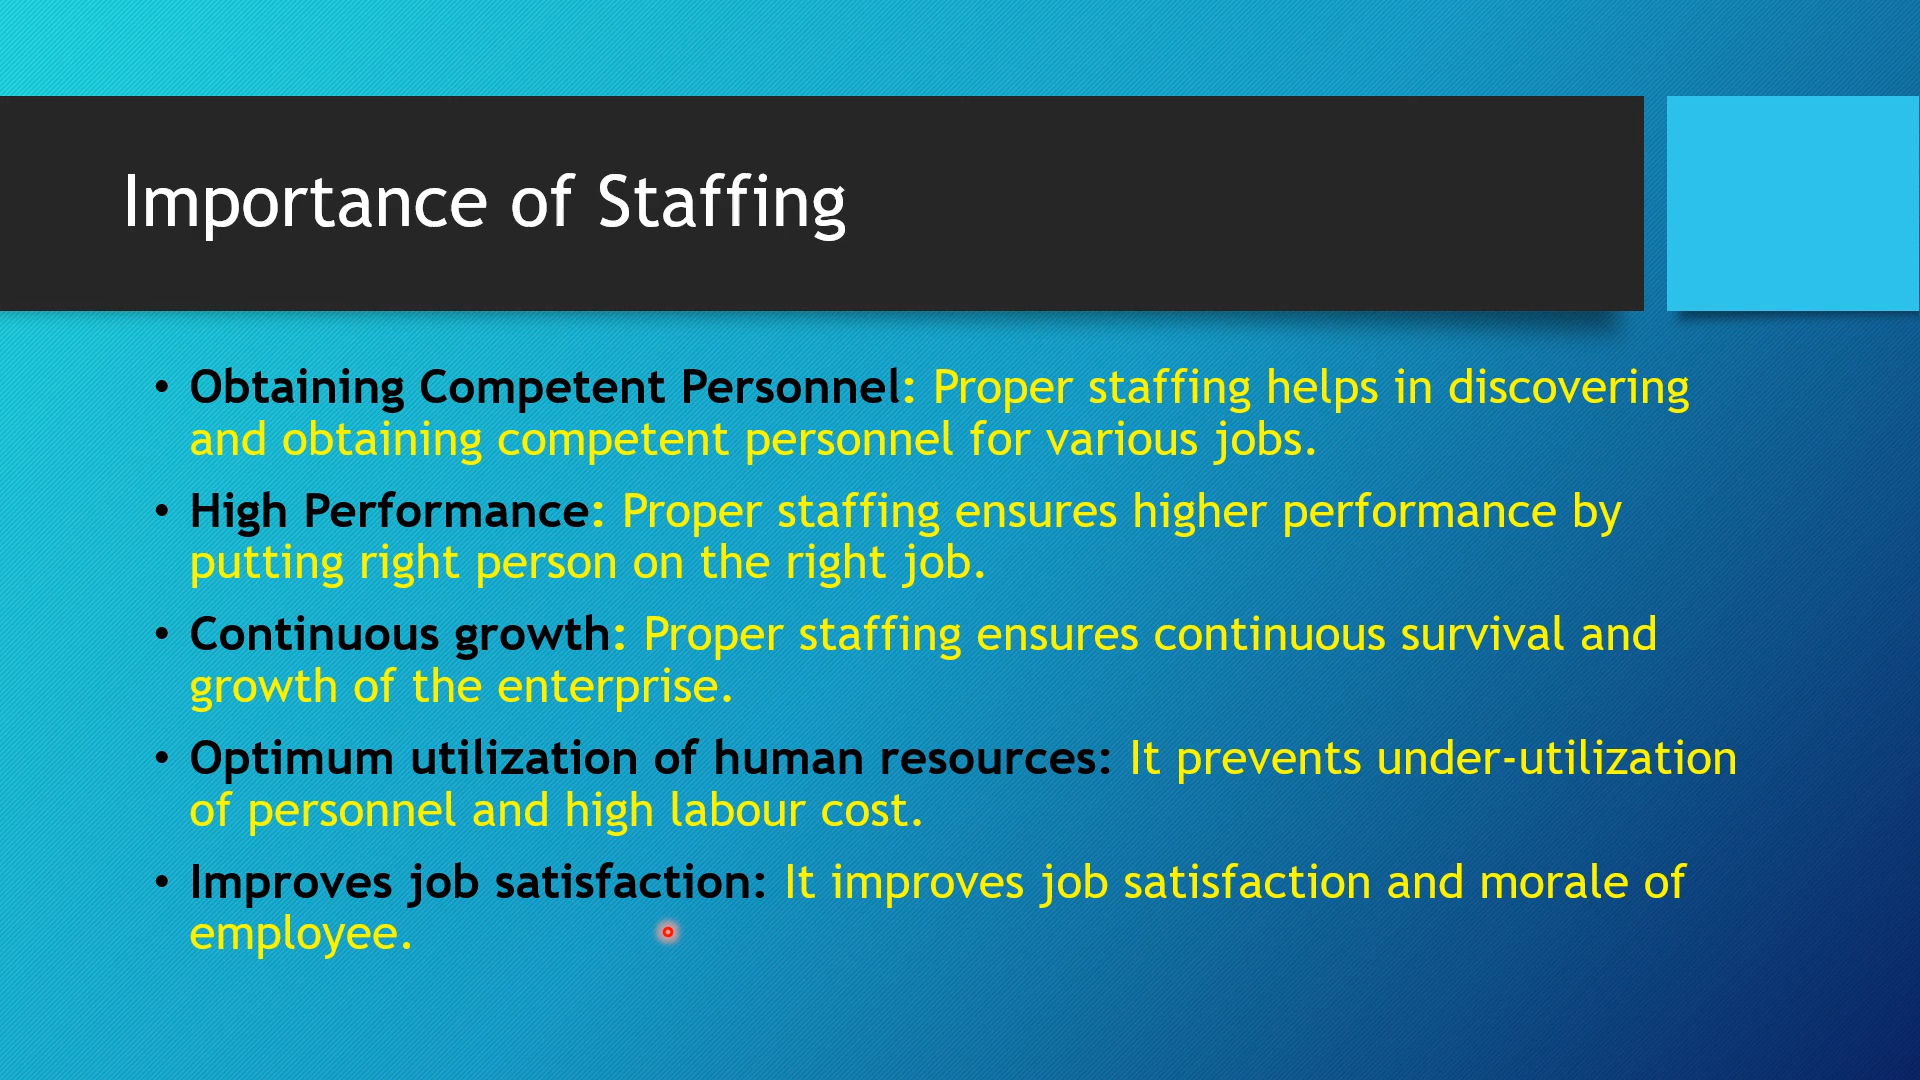 Importance of Staffing
• Obtaining Competent Personnel: Proper staffing helps in discovering
and obtaining competent personnel for various jobs.
• High Performance: Proper staffing ensures higher performance by
putting right person on the right job.
• Continuous growth: Proper staffing ensures continuous survival and
growth of the enterprise.
• Optimum utilization of human resources: It prevents under-utilization
of personnel and high labour cost.
• Improves job satisfaction: It improves job satisfaction and morale of
employee.